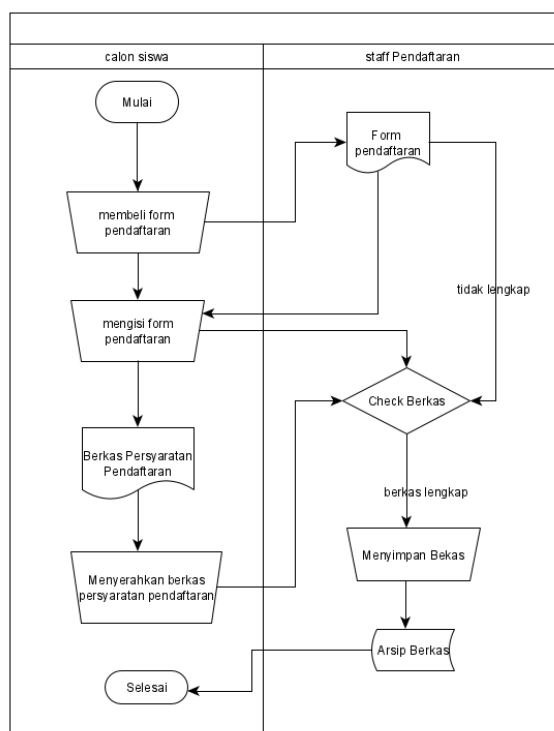 calon siswa
staff Pendaftaran
Mulai
Form
pendaftaran
membeli form
pendaftaran
tidak lengkap
mengisi form
pendaftaran
Check Berkas
Berkas Persyaratan
Pendaftaran
berkas lengkap
Menyimpan Bekas
Menyerahkan berkas
persyaratan pendaftaran
Arsip Berkas
Selesai